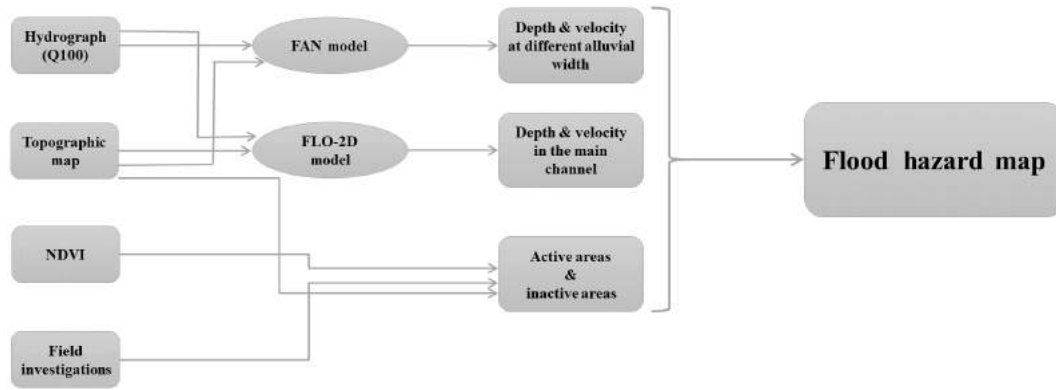 Hydrograph
(Q100)
FAN model
Depth & velocity
at different alluvial
width
Topographic
map
FLO-2D
model
Depth & velocity
in the main
channel
Flood hazard map
NDVI
Active areas
&
inactive areas
Field
investigations